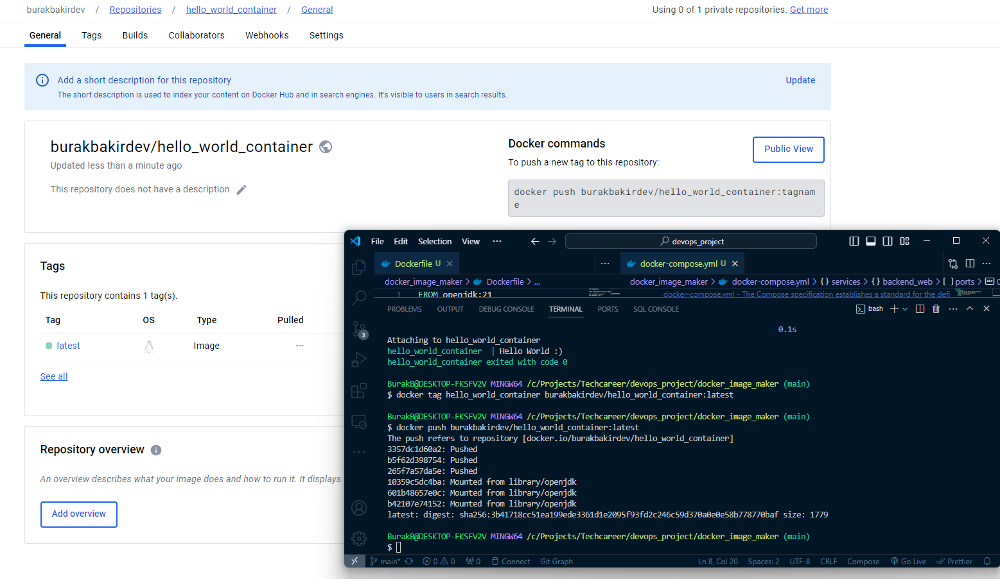 burakbakirdev / Repositories / hello_world_container / General
Using 0 of 1 private repositories. Get more
General Tags Builds Collaborators Webhooks Settings
Add a short description for this repository
Update
The short description is used to index your content on Docker Hub and in search engines. It's visible to users in search results.
burakbakirdev/hello_world_container
Updated less than a minute ago
This repository does not have a description
Docker commands
Public View
To push a new tag to this repository:
docker push burakbakirdev/hello_world_container:tagnam
e
Tags
This repository contains 1 tag(s).
Tag OS Type Pulled
latest Image ---
See all
Repository overview
An overview describes what your image does and how to run it. It displays
Add overview
File Edit Selection View ···
devops_project
Dockerfile U
docker-compose.yml U
docker_image_maker > Dockerfile > ...
docker_image_maker > docker-compose.yml > {} services > {} backend_web > [ ] ports > abc 0
1 FROM openjdk:21
docker-compose.yml - The Compose specification establishes a standard for the defi
PROBLEMS OUTPUT DEBUG CONSOLE TERMINAL PORTS SQL CONSOLE
bash
3
0.1s
Attaching to hello_world_container
hello_world_container | Hello World :)
hello_world_container exited with code 0
BurakB@DESKTOP-FKSFV2V MINGW64 /c/Projects/Techcareer/devops_project/docker_image_maker (main)
$ docker tag hello_world_container burakbakirdev/hello_world_container:latest
BurakB@DESKTOP-FKSFV2V MINGW64 /c/Projects/Techcareer/devops_project/docker_image_maker (main)
$ docker push burakbakirdev/hello_world_container:latest
The push refers to repository [docker.io/burakbakirdev/hello_world_container]
3357dc1d60a2: Pushed
b5f62d398754: Pushed
265f7a57da5e: Pushed
10359c5dc4ba: Mounted from library/openjdk
601b48657e0c: Mounted from library/openjdk
b42107e74152: Mounted from library/openjdk
latest: digest: sha256:3b41718cc51ea199ede3361d1e2095f93fd2c246c59d370a0e0e58b778770baf size: 1779
BurakB@DESKTOP-FKSFV2V MINGW64 /c/Projects/Techcareer/devops_project/docker_image_maker (main)
$
main* 0 0 0 Connect Git Graph
Ln 8, Col 20 Spaces: 2 UTF-8 CRLF Compose Go Live Prettier